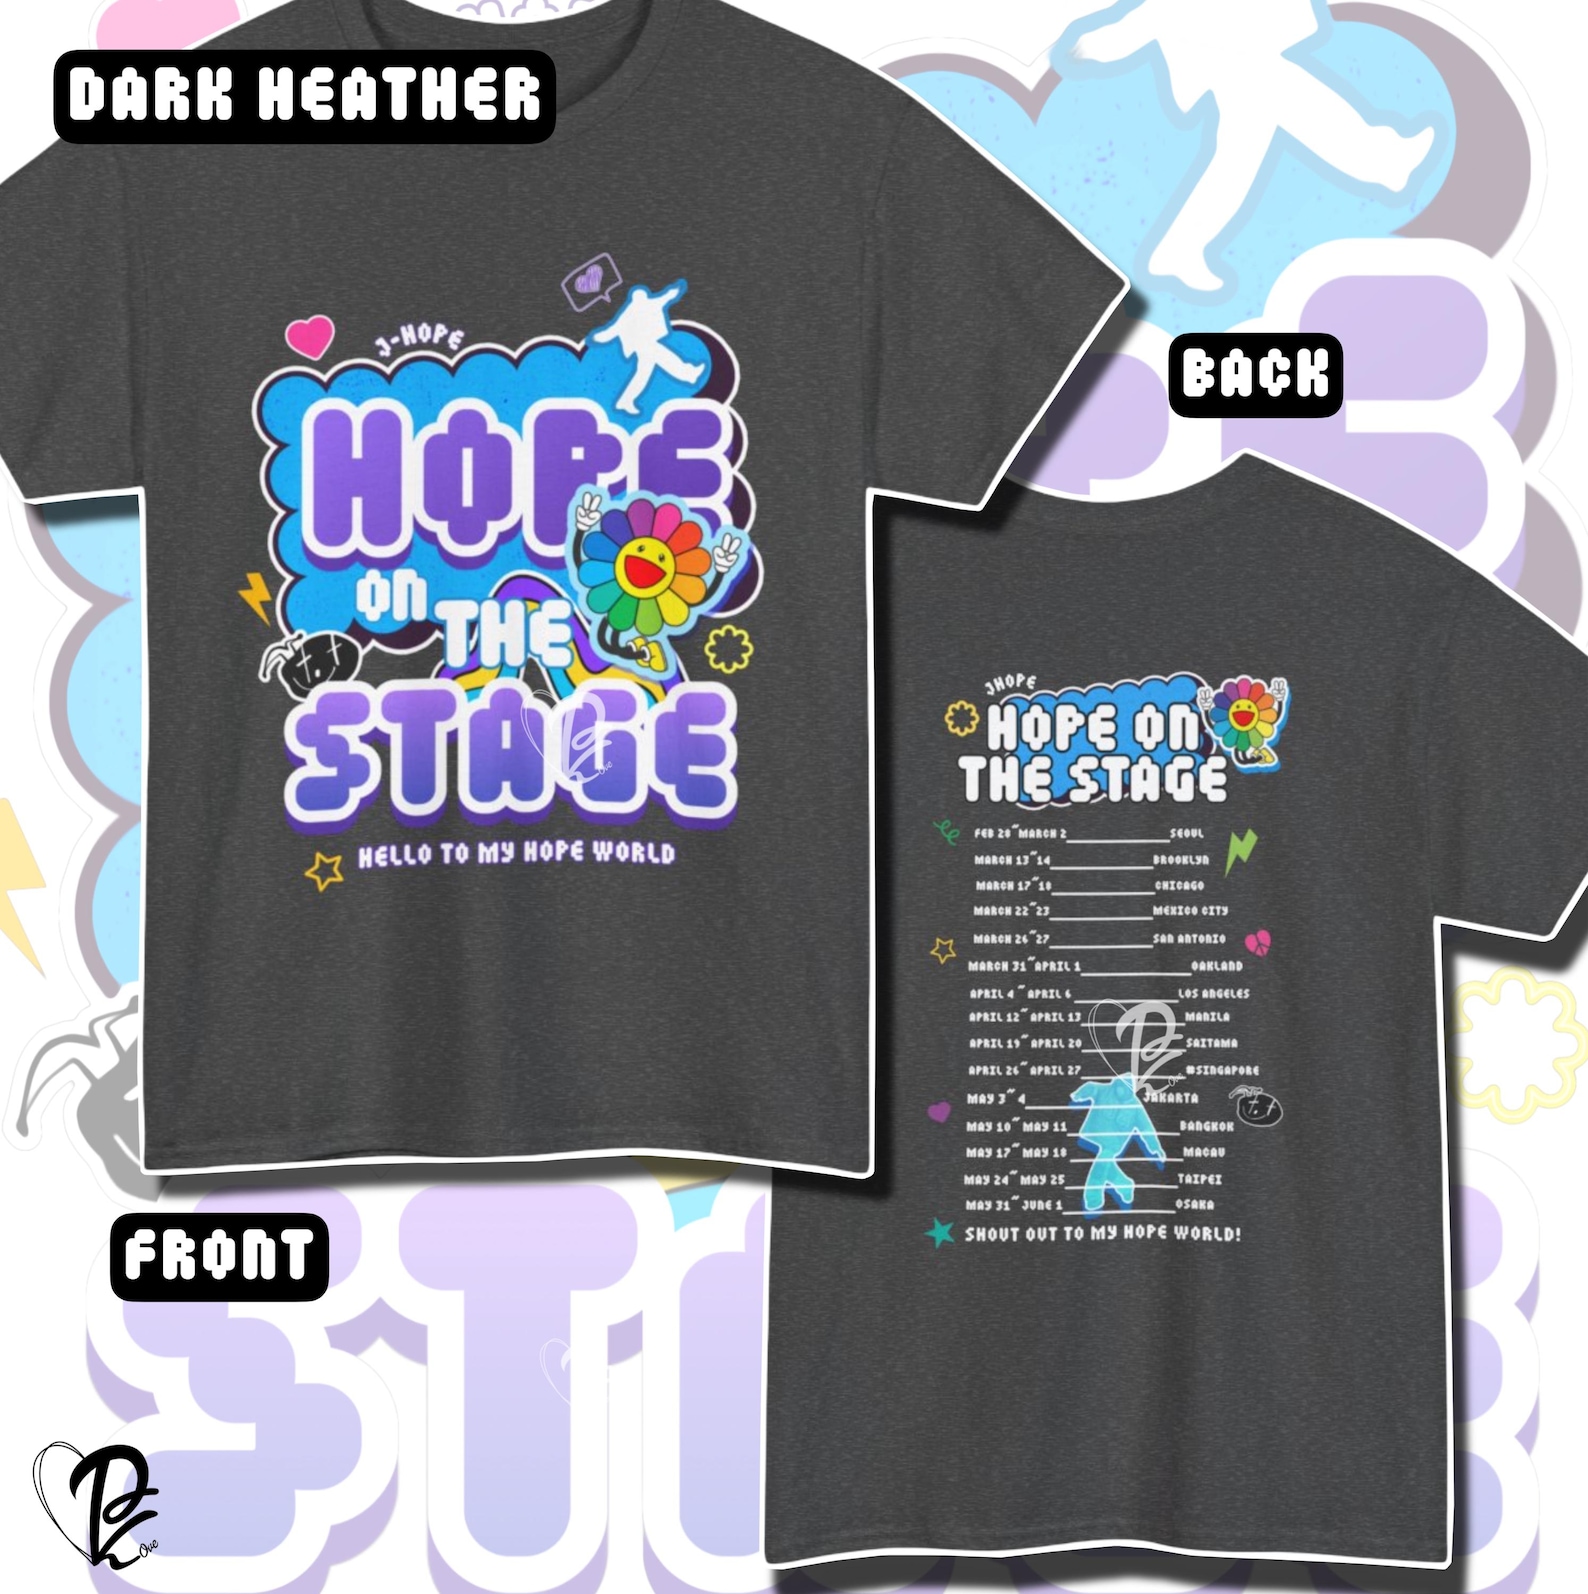 DARK HEATHER
J-HOPE
HOPE
ON THE
STAGE
HELLO TO MY HOPE WORLD
FRONT
BACK
JHOPE
HOPE ON
THE STAGE
FEB 28~MARCH 2 SEOUL
MARCH 13~14 BROOKLYN
MARCH 17~18 CHICAGO
MARCH 22~23 MEXICO CITY
MARCH 26~27 SAN ANTONIO
MARCH 31~APRIL 1 OAKLAND
APRIL 4~APRIL 6 LOS ANGELES
APRIL 12~APRIL 13 MANILA
APRIL 19~APRIL 20 SAITAMA
APRIL 26~APRIL 27 #SINGAPORE
MAY 3~4 JAKARTA
MAY 10~MAY 11 BANGKOK
MAY 17~MAY 18 MACAU
MAY 24~MAY 25 TAIPEI
MAY 31~JUNE 1 OSAKA
SHOUT OUT TO MY HOPE WORLD!